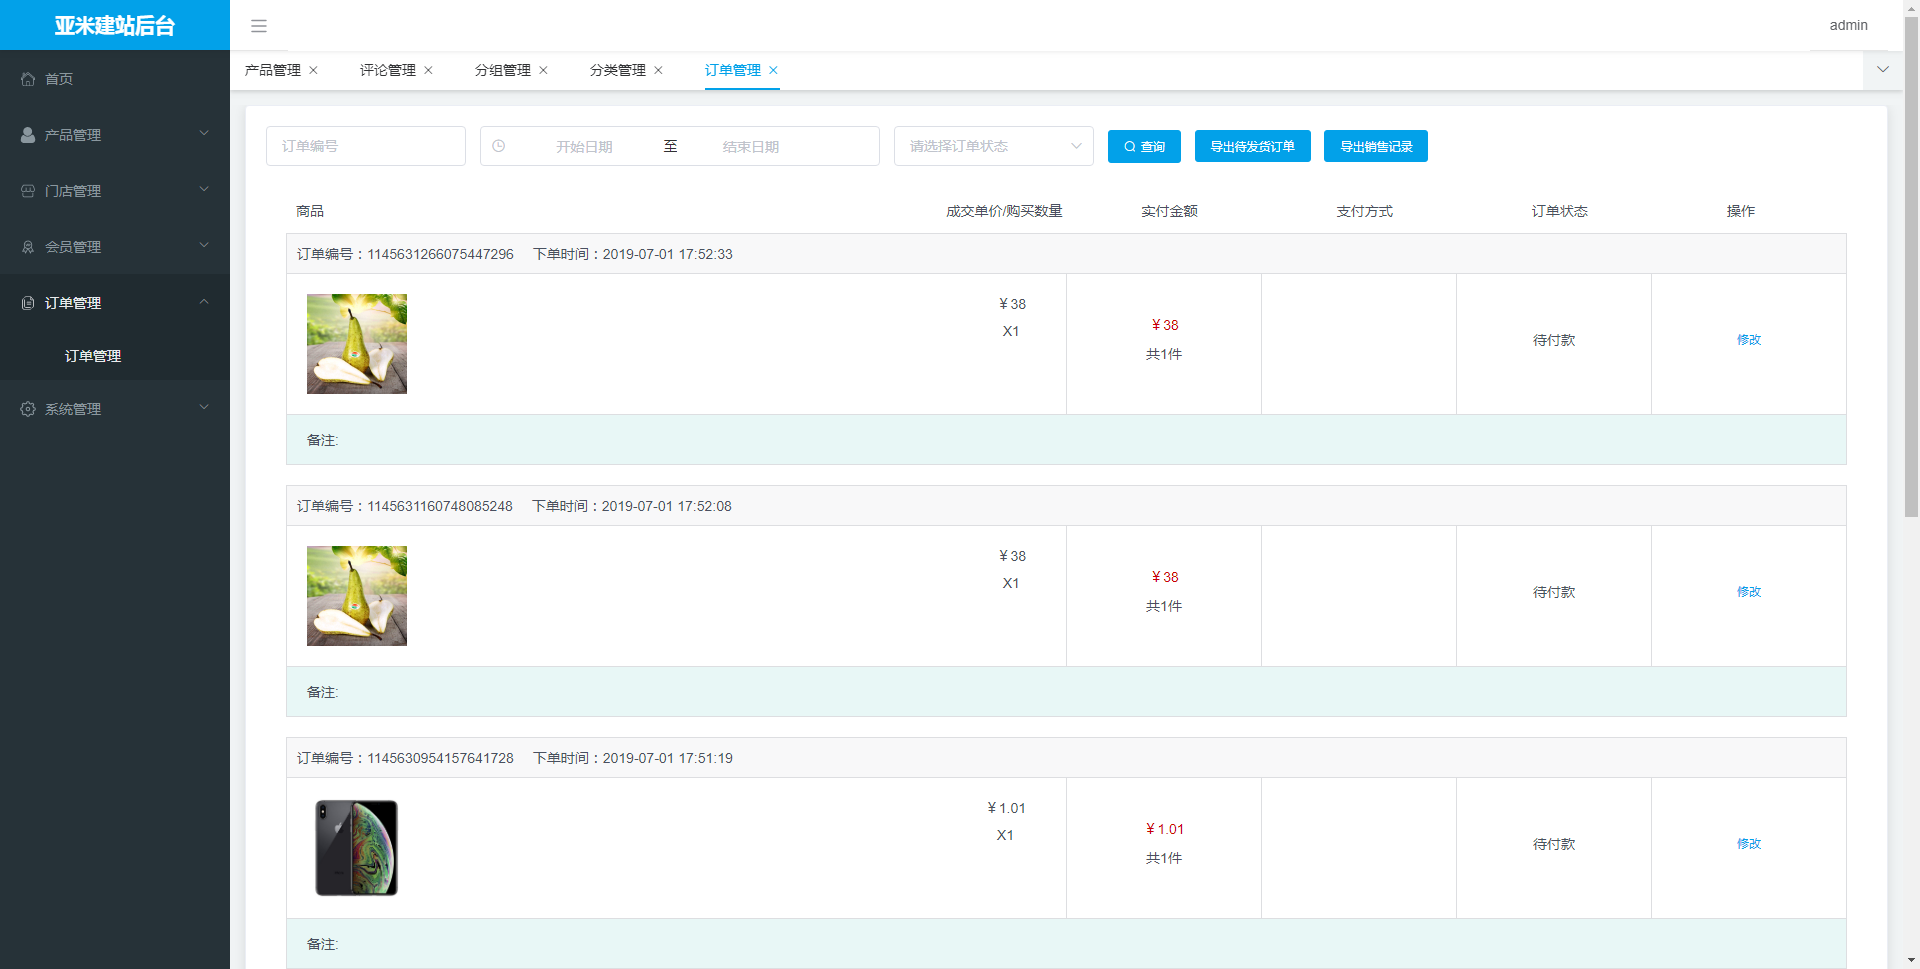 亚米建站后台
admin
首页
产品管理
门店管理
会员管理
订单管理
订单管理
系统管理
产品管理 评论管理 分组管理 分类管理 订单管理
订单编号 开始日期 至 结束日期 请选择订单状态 查询 导出待发货订单 导出销售记录
商品 成交单价/购买数量 实付金额 支付方式 订单状态 操作
订单编号：1145631266075447296 下单时间：2019-07-01 17:52:33
¥ 38
X1
¥ 38
共1件
待付款
修改
备注:
订单编号：1145631160748085248 下单时间：2019-07-01 17:52:08
¥ 38
X1
¥ 38
共1件
待付款
修改
备注:
订单编号：1145630954157641728 下单时间：2019-07-01 17:51:19
¥ 1.01
X1
¥ 1.01
共1件
待付款
修改
备注: